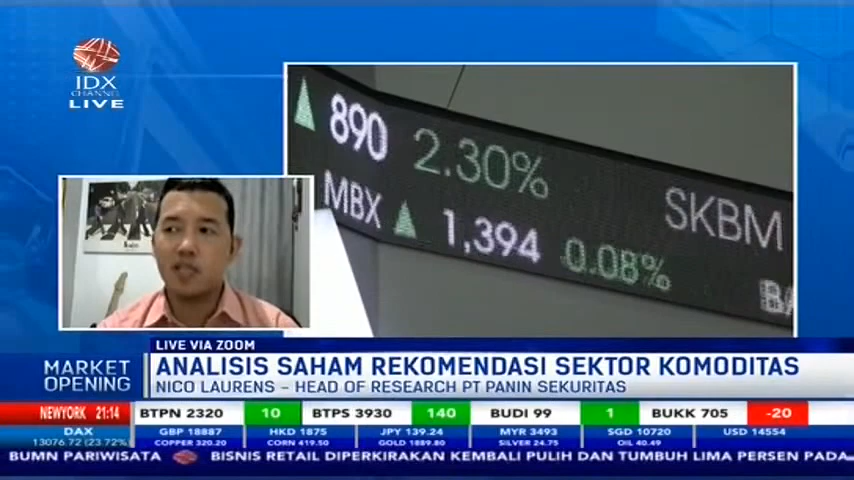 IDX
CHANNEL
LIVE
890 2.30%
MBX 1,394 0.08%
SKBM
LIVE VIA ZOOM
MARKET
OPENING
ANALISIS SAHAM REKOMENDASI SEKTOR KOMODITAS
NICO LAURENS – HEAD OF RESEARCH PT PANIN SEKURITAS
NEWYORK 21:14 BTPN 2320 10 BTPS 3930 140 BUDI 99 1 BUKK 705 -20
DAX GBP 18887 HKD 1875 JPY 139.24 MYR 3493 SGD 10720 USD 14554
13076.72 (23.72%) COPPER 320.20 CORN 419.50 GOLD 1889.80 SILVER 24.75 OIL 40.49
BUMN PARIWISATA BISNIS RETAIL DIPERKIRAKAN KEMBALI PULIH DAN TUMBUH LIMA PERSEN PADA